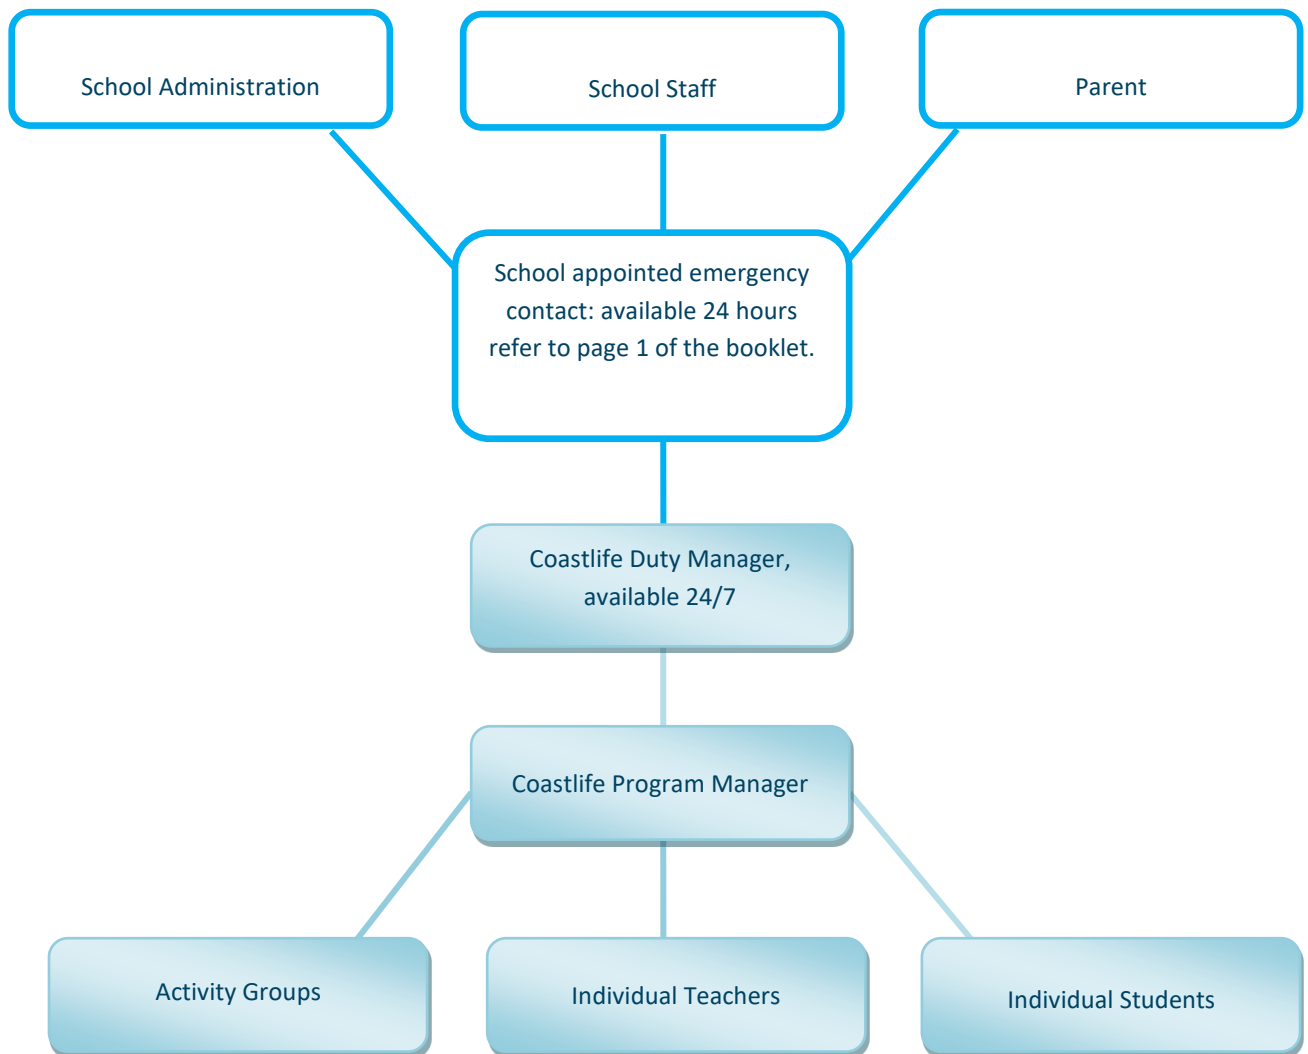 School Administration
School Staff
Parent
School appointed emergency
contact: available 24 hours
refer to page 1 of the booklet.
Coastlife Duty Manager,
available 24/7
Coastlife Program Manager
Activity Groups
Individual Teachers
Individual Students